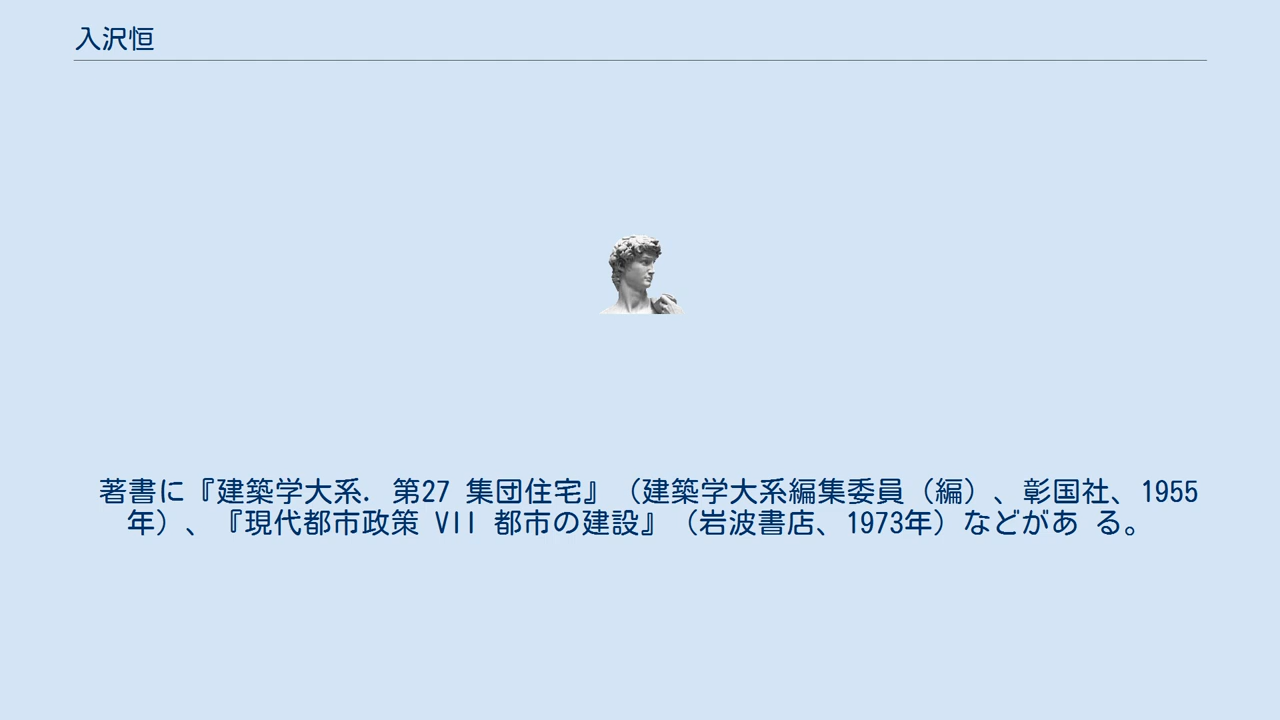 入沢恒
著書に『建築学大系. 第27 集団住宅』（建築学大系編集委員（編）、彰国社、1955
年）、『現代都市政策 VII 都市の建設』（岩波書店、1973年）などがあ る。